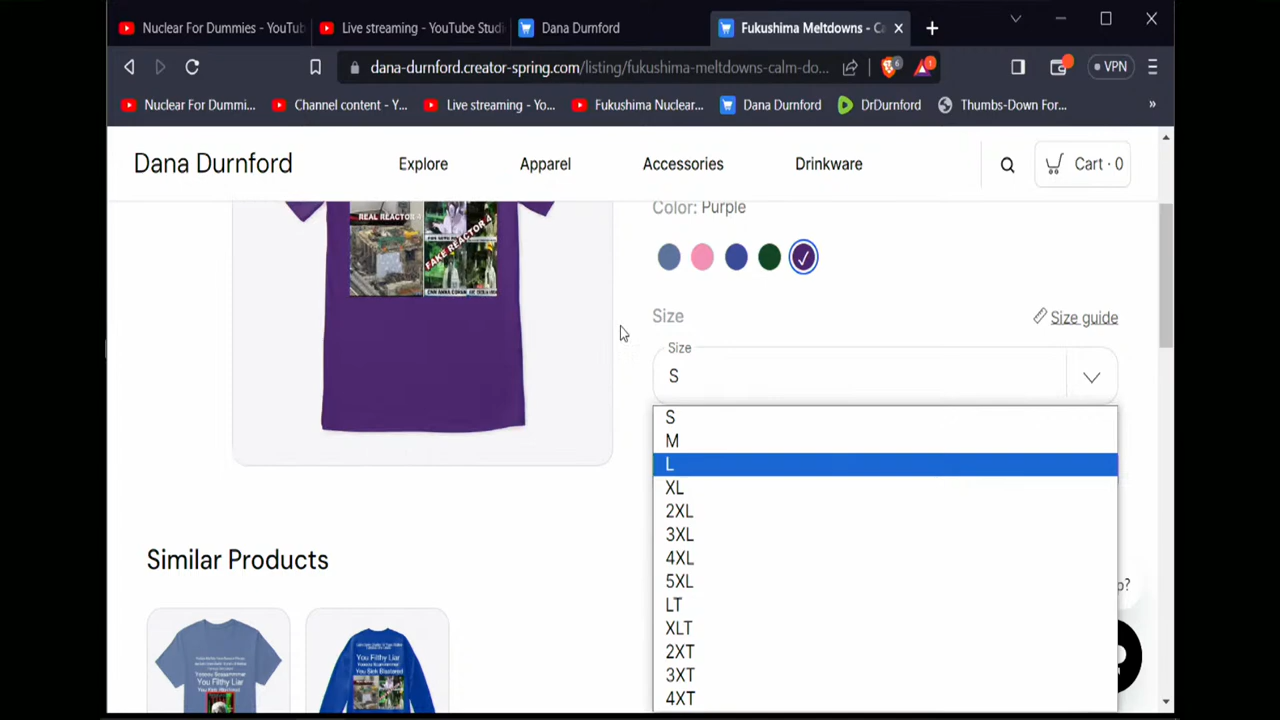 Nuclear For Dummies - YouTub
Live streaming - YouTube Studi
Dana Durnford
Fukushima Meltdowns - Ca
dana-durnford.creator-spring.com/listing/fukushima-meltdowns-calm-do...
6
1
VPN
Nuclear For Dummi...
Channel content - Y...
Live streaming - Yo...
Fukushima Nuclear...
Dana Durnford
DrDurnford
Thumbs-Down For...
»
Dana Durnford
Explore
Apparel
Accessories
Drinkware
Cart · 0
REAL REACTOR 4
FAKE REACTOR 4
Color: Purple
Size
Size guide
Size
S
S
M
L
XL
2XL
3XL
4XL
5XL
LT
XLT
2XT
3XT
4XT
p?
Similar Products
You Filthy Liar
You Filthy Liar